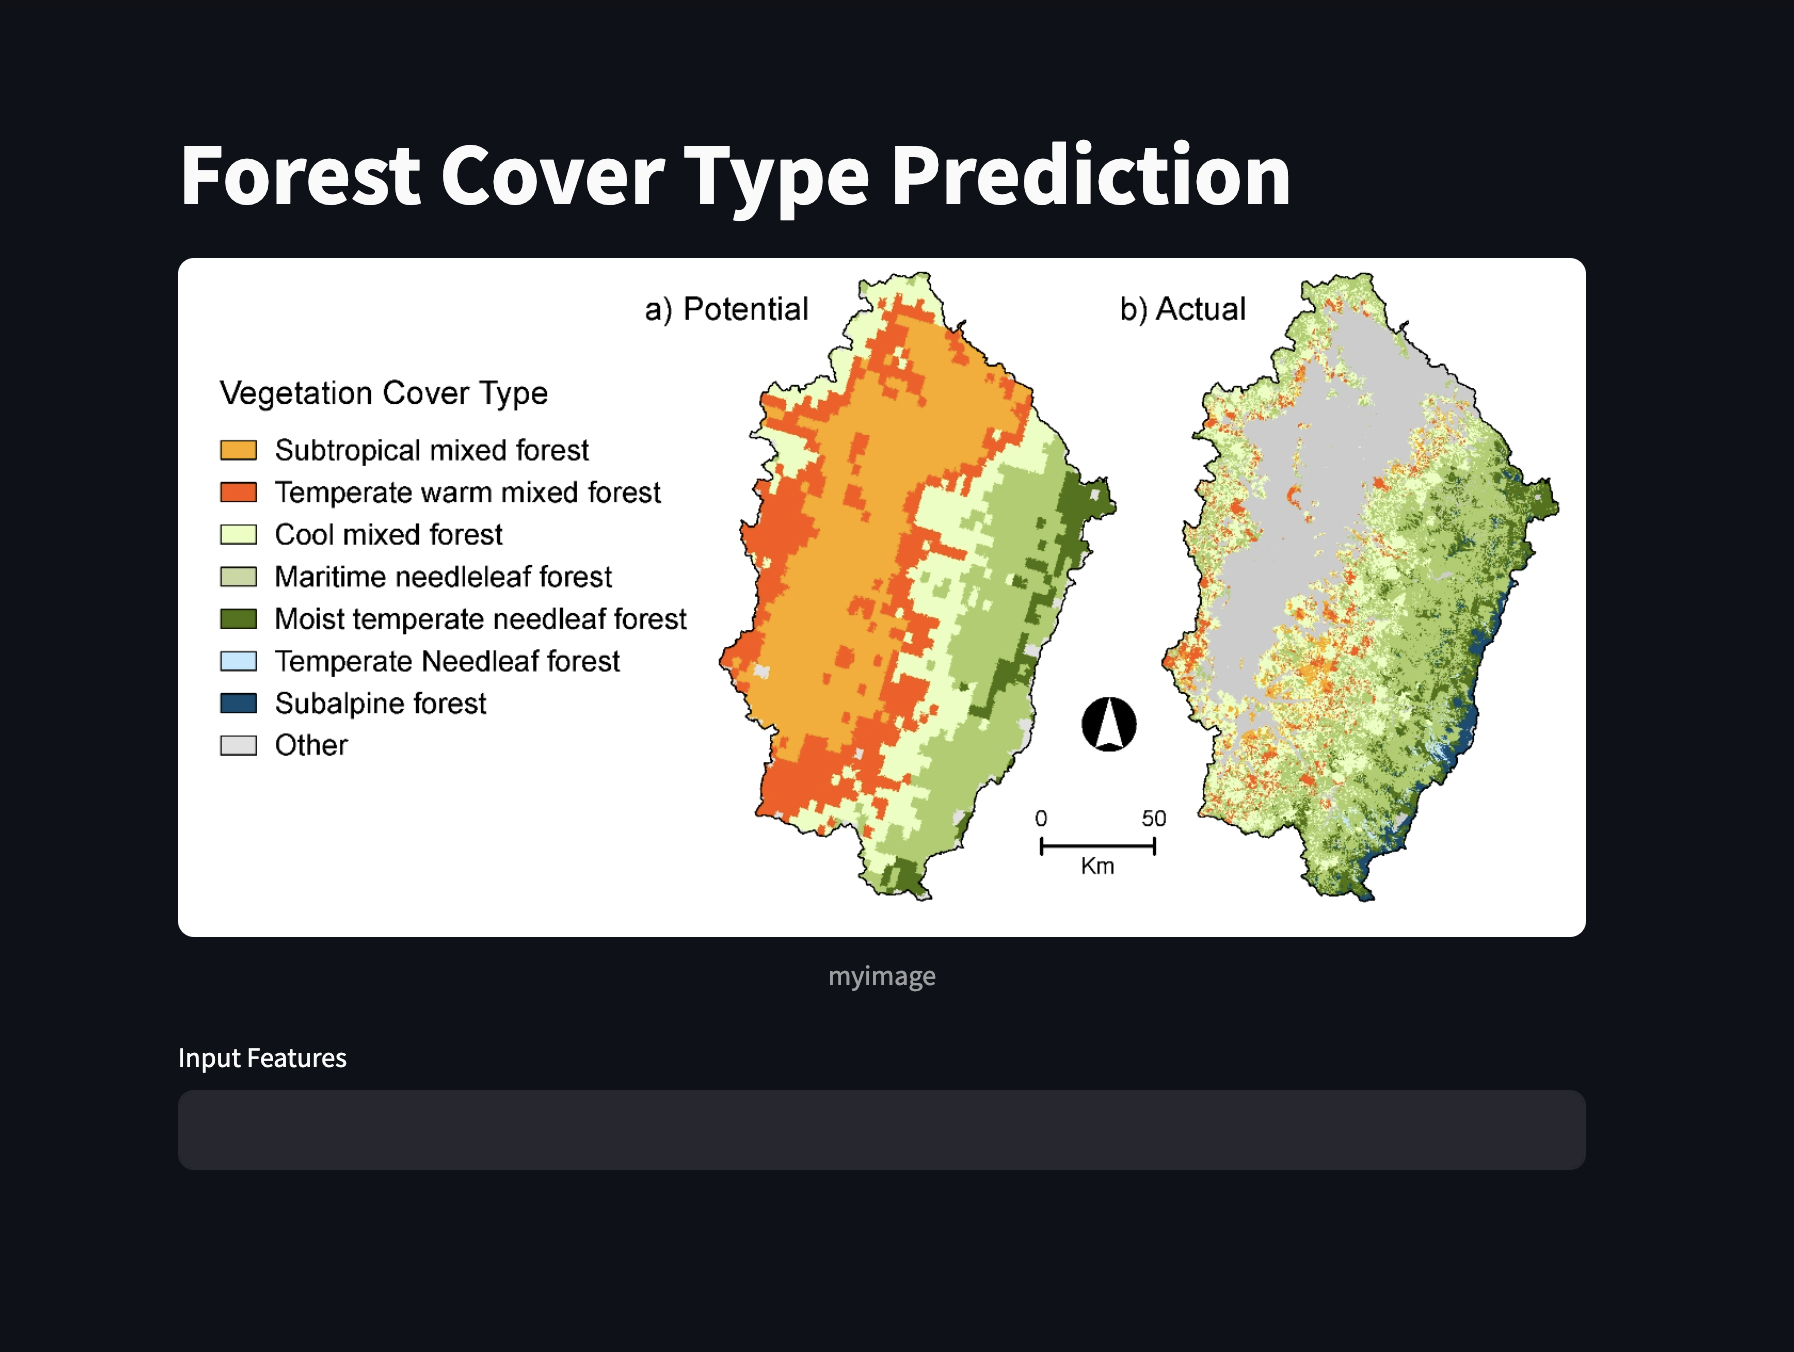 Forest Cover Type Prediction
a) Potential
b) Actual
Vegetation Cover Type
Subtropical mixed forest
Temperate warm mixed forest
Cool mixed forest
Maritime needleleaf forest
Moist temperate needleaf forest
Temperate Needleaf forest
Subalpine forest
Other
0 50
Km
myimage
Input Features